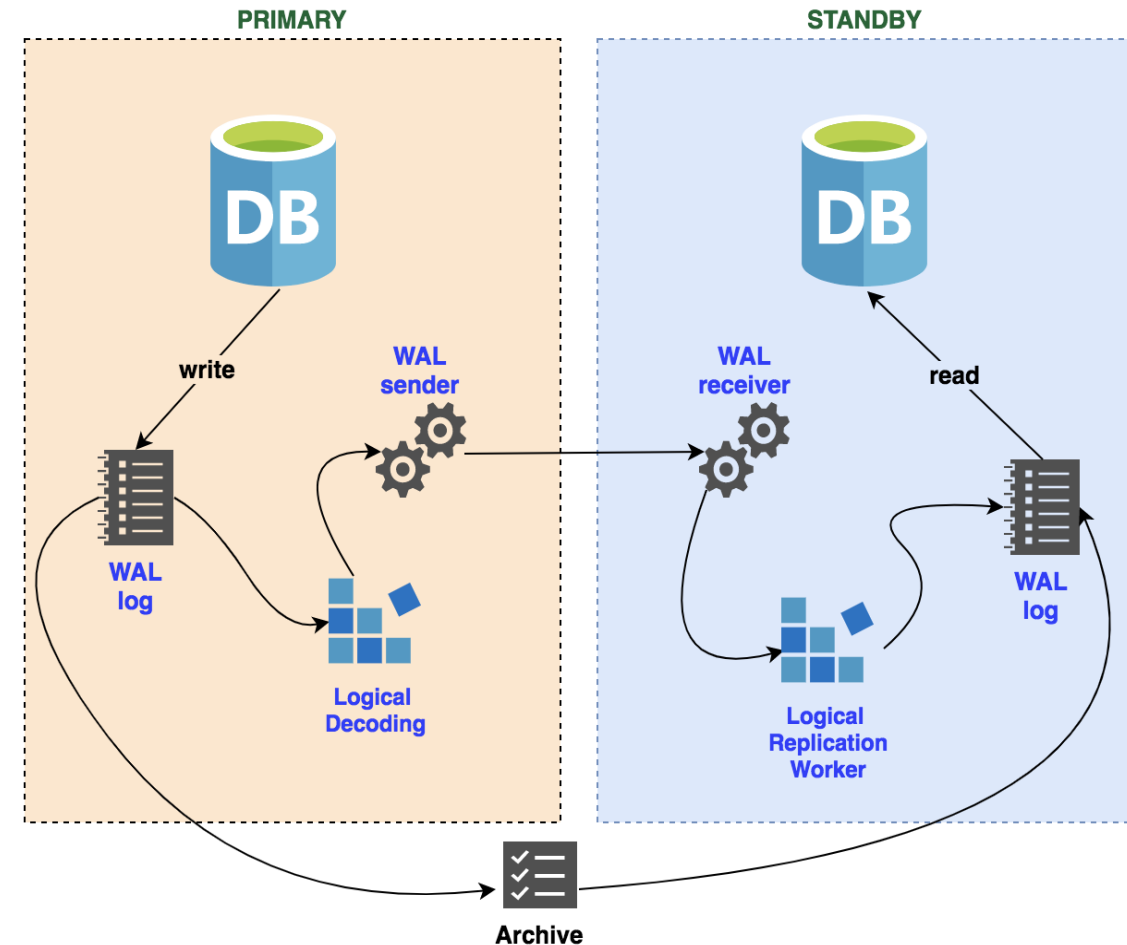 PRIMARY
STANDBY
DB
DB
write
WAL
sender
WAL
receiver
read
WAL
log
WAL
log
Logical
Decoding
Logical
Replication
Worker
Archive